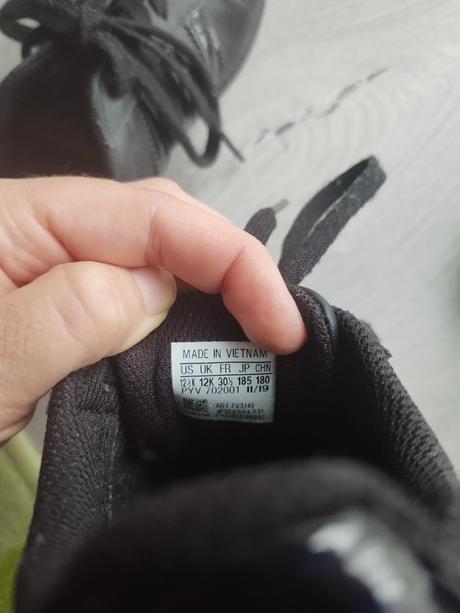 MADE IN VIETNAM
US UK FR JP CHN
12½K 12K 30½ 185 180
PYV 702001 11/19
ART FV3149